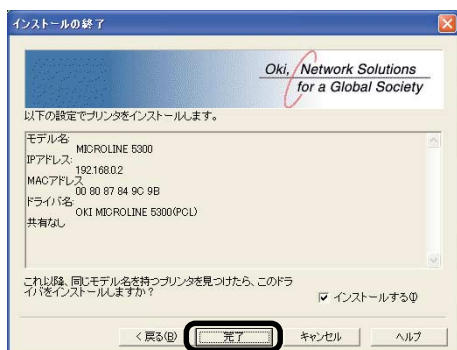 インストールの終了
Oki, Network Solutions
for a Global Society
以下の設定でプリンタをインストールします。
モデル名:
MICROLINE 5300
IPアドレス:
192.168.0.2
MACアドレス
00 80 87 84 9C 9B
ドライバ名:
OKI MICROLINE 5300(PCL)
共有なし
これ以降、同じモデル名を持つプリンタを見つけたら、このドラ
イバをインストールしますか?
インストールする(I)
< 戻る(B)
完了
キャンセル
ヘルプ